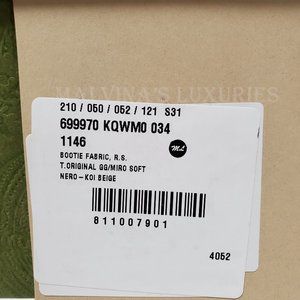 MALVINA'S LUXURIES
210 / 050 / 052 / 121 S31
699970 KQWM0 034
1146
ML
BOOTIE FABRIC, R.S.
T.ORIGINAL GG/MIRO SOFT
NERO-KOI BEIGE
811007901
4052